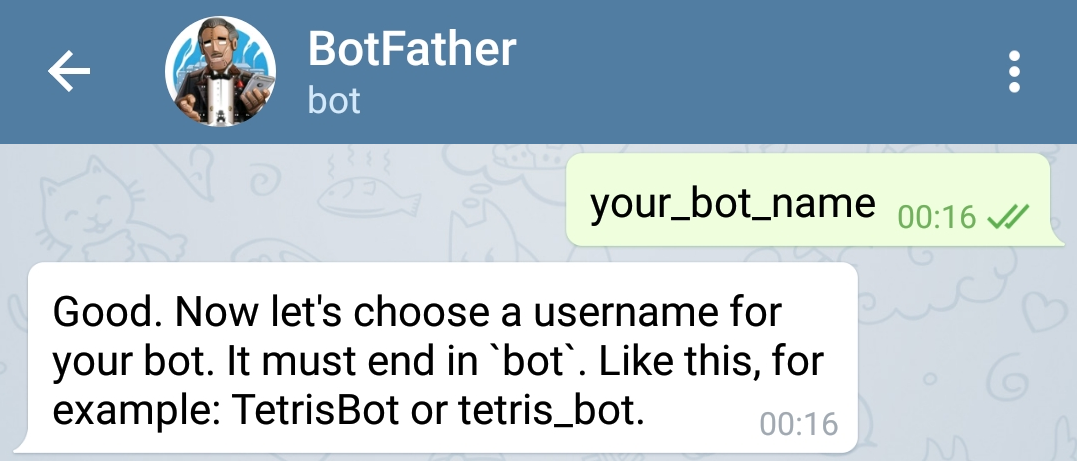 BotFather
bot
your_bot_name 00:16
Good. Now let's choose a username for
your bot. It must end in `bot`. Like this, for
example: TetrisBot or tetris_bot. 00:16